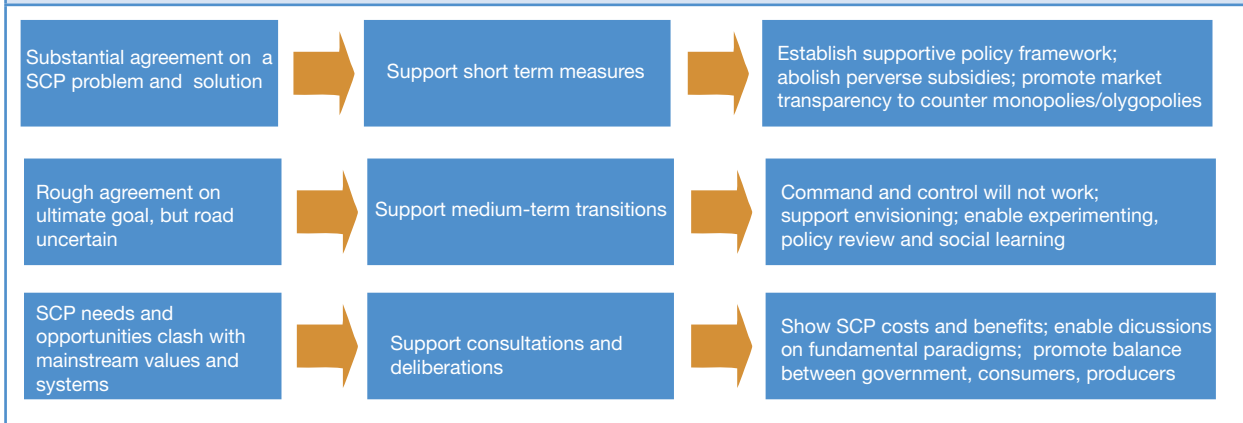 Substantial agreement on a
SCP problem and solution
Support short term measures
Establish supportive policy framework;
abolish perverse subsidies; promote market
transparency to counter monopolies/olygopolies
Rough agreement on
ultimate goal, but road
uncertain
Support medium-term transitions
Command and control will not work;
support envisioning; enable experimenting,
policy review and social learning
SCP needs and
opportunities clash with
mainstream values and
systems
Support consultations and
deliberations
Show SCP costs and benefits; enable dicussions
on fundamental paradigms; promote balance
between government, consumers, producers